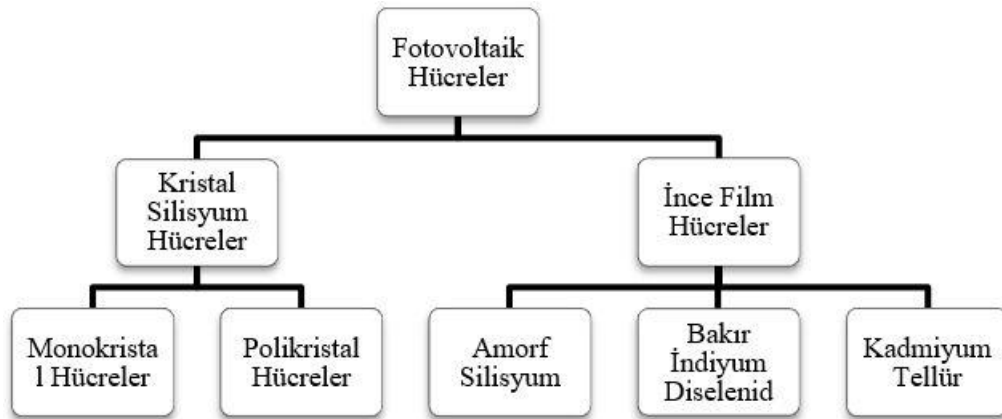 Fotovoltaik
Hücreler
Kristal
Silisyum
Hücreler
İnce Film
Hücreler
Monokrista
l Hücreler
Polikristal
Hücreler
Amorf
Silisyum
Bakır
İndiyum
Diselenid
Kadmiyum
Tellür